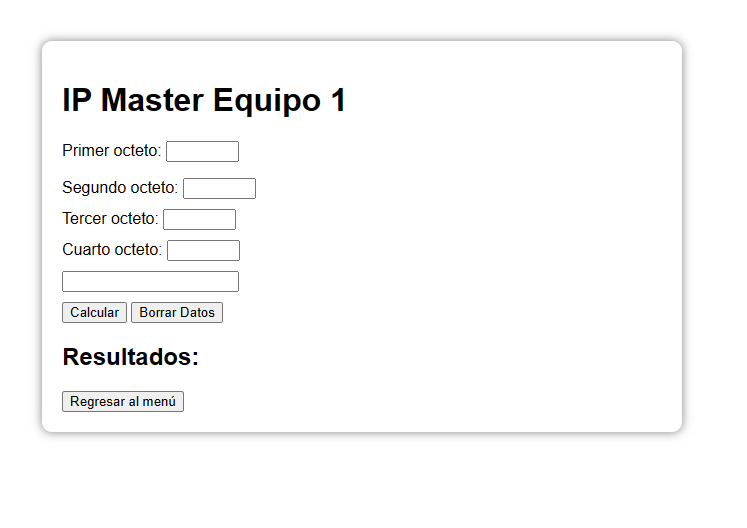 IP Master Equipo 1
Primer octeto:
Segundo octeto:
Tercer octeto:
Cuarto octeto:
Calcular Borrar Datos
Resultados:
Regresar al menú